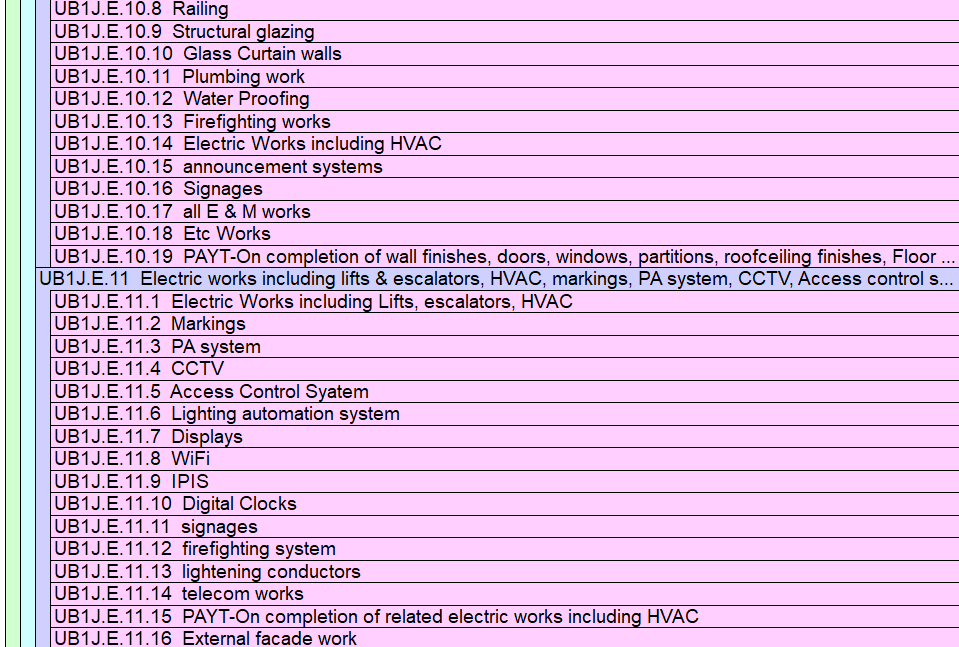 UB1J.E.10.8 Railing
UB1J.E.10.9 Structural glazing
UB1J.E.10.10 Glass Curtain walls
UB1J.E.10.11 Plumbing work
UB1J.E.10.12 Water Proofing
UB1J.E.10.13 Firefighting works
UB1J.E.10.14 Electric Works including HVAC
UB1J.E.10.15 announcement systems
UB1J.E.10.16 Signages
UB1J.E.10.17 all E & M works
UB1J.E.10.18 Etc Works
UB1J.E.10.19 PAYT-On completion of wall finishes, doors, windows, partitions, roofceiling finishes, Floor ...
UB1J.E.11 Electric works including lifts & escalators, HVAC, markings, PA system, CCTV, Access control s...
UB1J.E.11.1 Electric Works including Lifts, escalators, HVAC
UB1J.E.11.2 Markings
UB1J.E.11.3 PA system
UB1J.E.11.4 CCTV
UB1J.E.11.5 Access Control Syatem
UB1J.E.11.6 Lighting automation system
UB1J.E.11.7 Displays
UB1J.E.11.8 WiFi
UB1J.E.11.9 IPIS
UB1J.E.11.10 Digital Clocks
UB1J.E.11.11 signages
UB1J.E.11.12 firefighting system
UB1J.E.11.13 lightening conductors
UB1J.E.11.14 telecom works
UB1J.E.11.15 PAYT-On completion of related electric works including HVAC
UB1J.E.11.16 External facade work